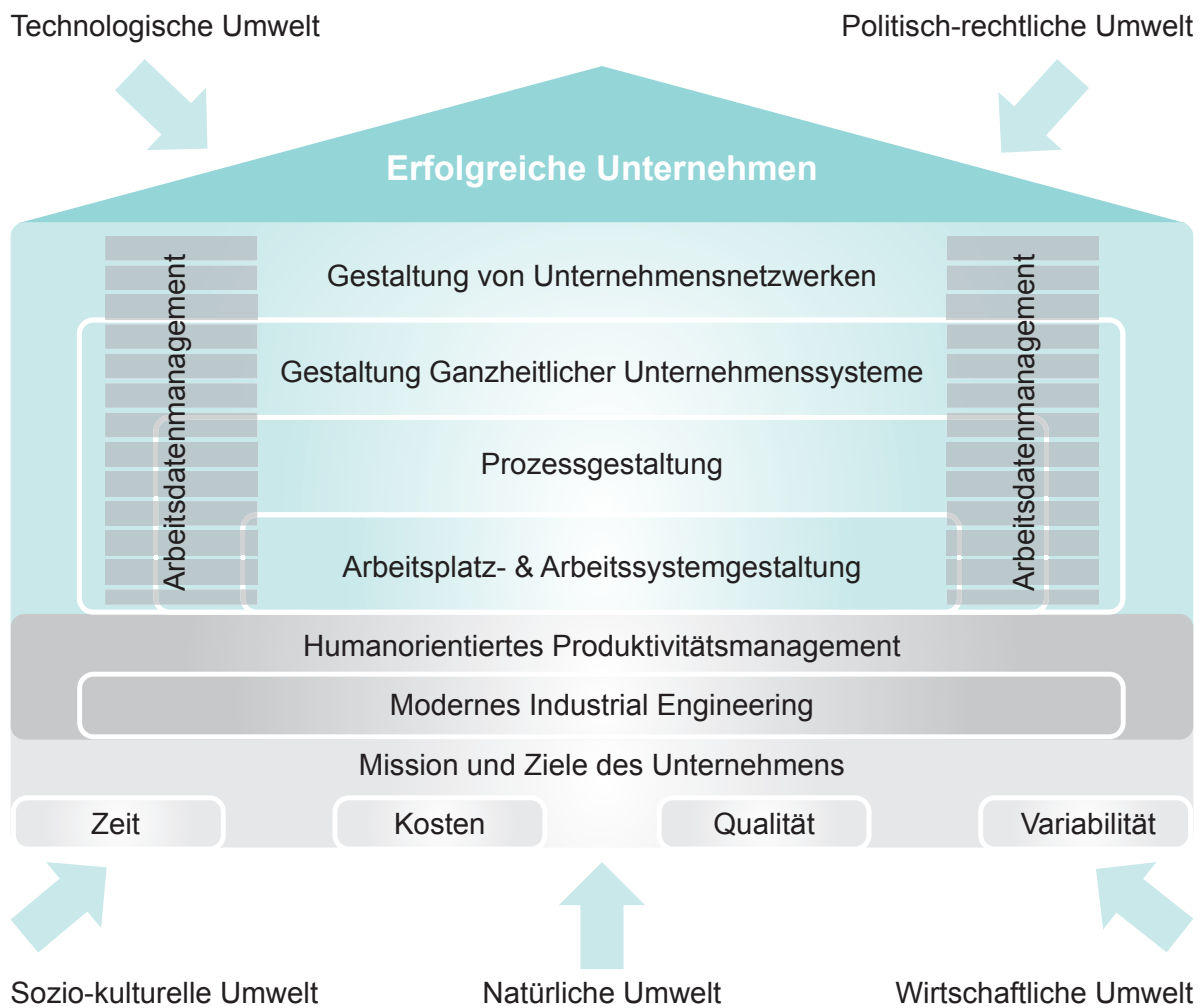 Technologische Umwelt
Politisch-rechtliche Umwelt
Erfolgreiche Unternehmen
Arbeitsdatenmanagement
Gestaltung von Unternehmensnetzwerken
Gestaltung Ganzheitlicher Unternehmenssysteme
Prozessgestaltung
Arbeitsplatz- & Arbeitssystemgestaltung
Arbeitsdatenmanagement
Humanorientiertes Produktivitätsmanagement
Modernes Industrial Engineering
Mission und Ziele des Unternehmens
Zeit
Kosten
Qualität
Variabilität
Sozio-kulturelle Umwelt
Natürliche Umwelt
Wirtschaftliche Umwelt